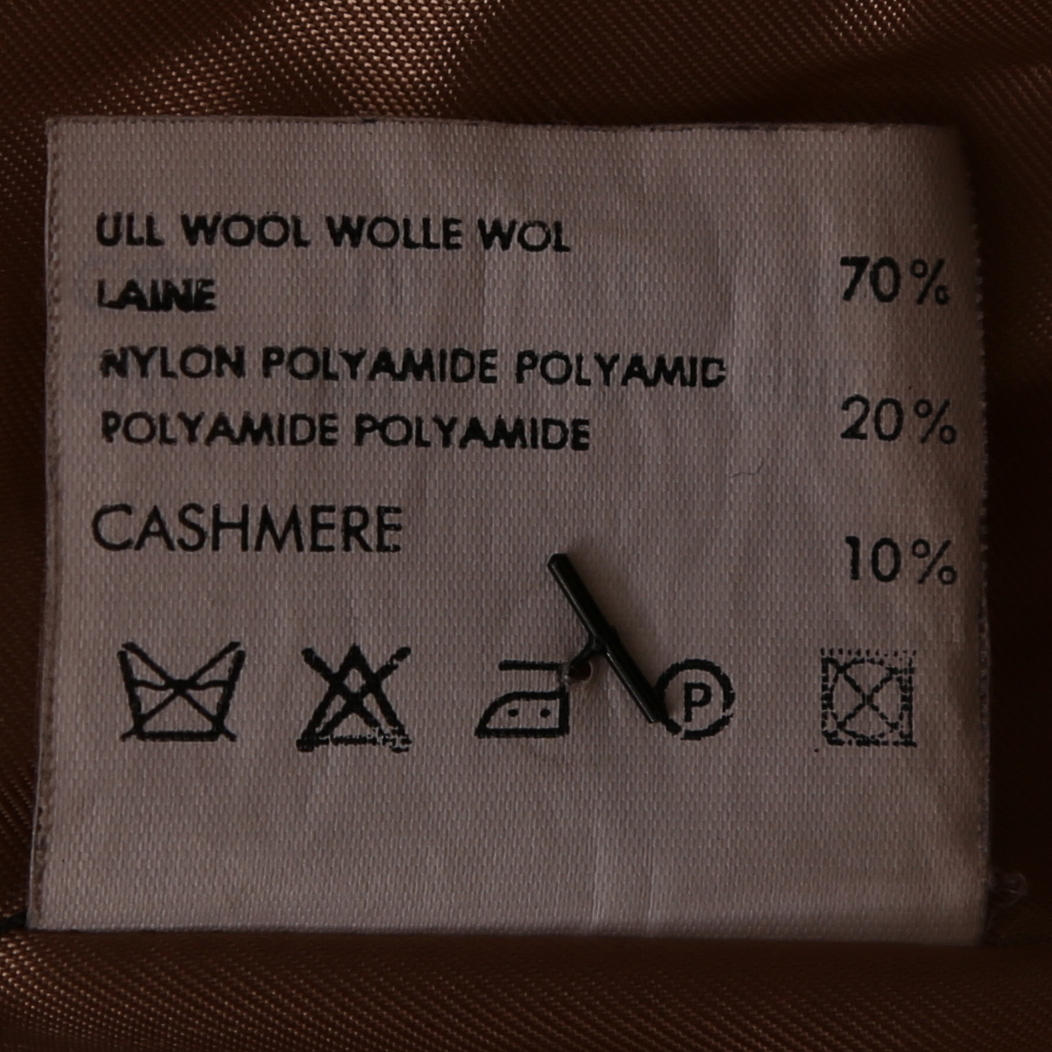 ULL WOOL WOLLE WOL
LAINE 70%
NYLON POLYAMIDE POLYAMID
POLYAMIDE POLYAMIDE 20%
CASHMERE 10%
P